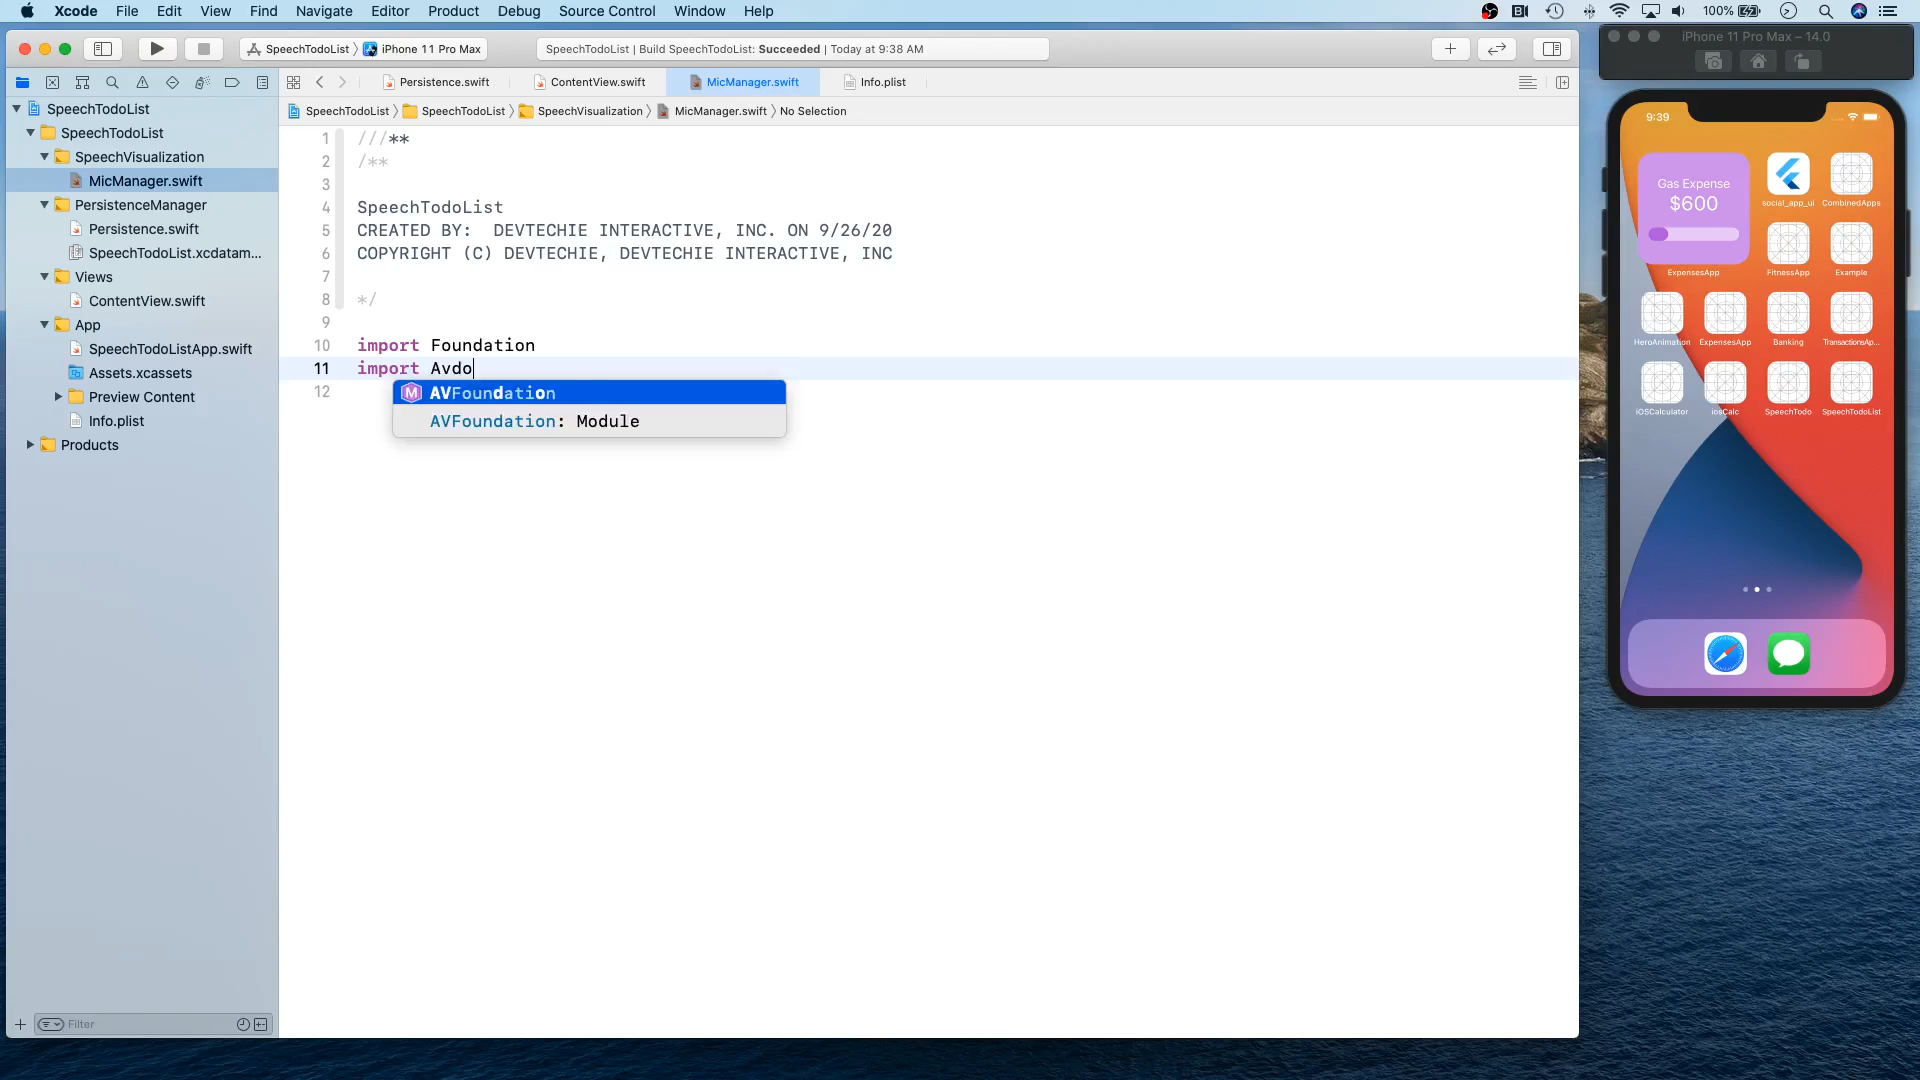 Xcode File Edit View Find Navigate Editor Product Debug Source Control Window Help 100%
SpeechTodoList iPhone 11 Pro Max
SpeechTodoList | Build SpeechTodoList: Succeeded | Today at 9:38 AM
Persistence.swift ContentView.swift MicManager.swift Info.plist
SpeechTodoList SpeechTodoList SpeechVisualization MicManager.swift No Selection
SpeechTodoList
SpeechTodoList
SpeechVisualization
MicManager.swift
PersistenceManager
Persistence.swift
SpeechTodoList.xcdatam...
Views
ContentView.swift
App
SpeechTodoListApp.swift
Assets.xcassets
Preview Content
Info.plist
Products
Filter
1 ///**
2 /**
3
4 SpeechTodoList
5 CREATED BY: DEVTECHIE INTERACTIVE, INC. ON 9/26/20
6 COPYRIGHT (C) DEVTECHIE, DEVTECHIE INTERACTIVE, INC
7
8 */
9
10 import Foundation
11 import Avdo
12
M AVFoundation
AVFoundation: Module
iPhone 11 Pro Max – 14.0
9:39
Gas Expense
$600
ExpensesApp
social_app_ui CombinedApps
FitnessApp Example
HeroAnimation ExpensesApp Banking TransactionsAp...
iOSCalculator iosCalc SpeechTodo SpeechTodoList